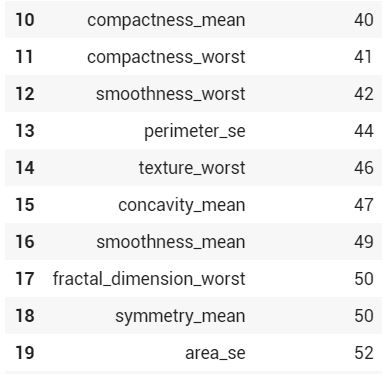 10 compactness_mean 40
11 compactness_worst 41
12 smoothness_worst 42
13 perimeter_se 44
14 texture_worst 46
15 concavity_mean 47
16 smoothness_mean 49
17 fractal_dimension_worst 50
18 symmetry_mean 50
19 area_se 52